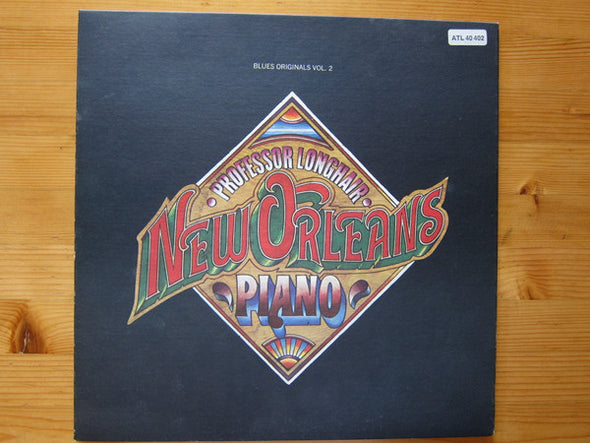 ATL 40 402
BLUES ORIGINALS VOL. 2
PROFESSOR LONGHAIR
NEW ORLEANS
PIANO